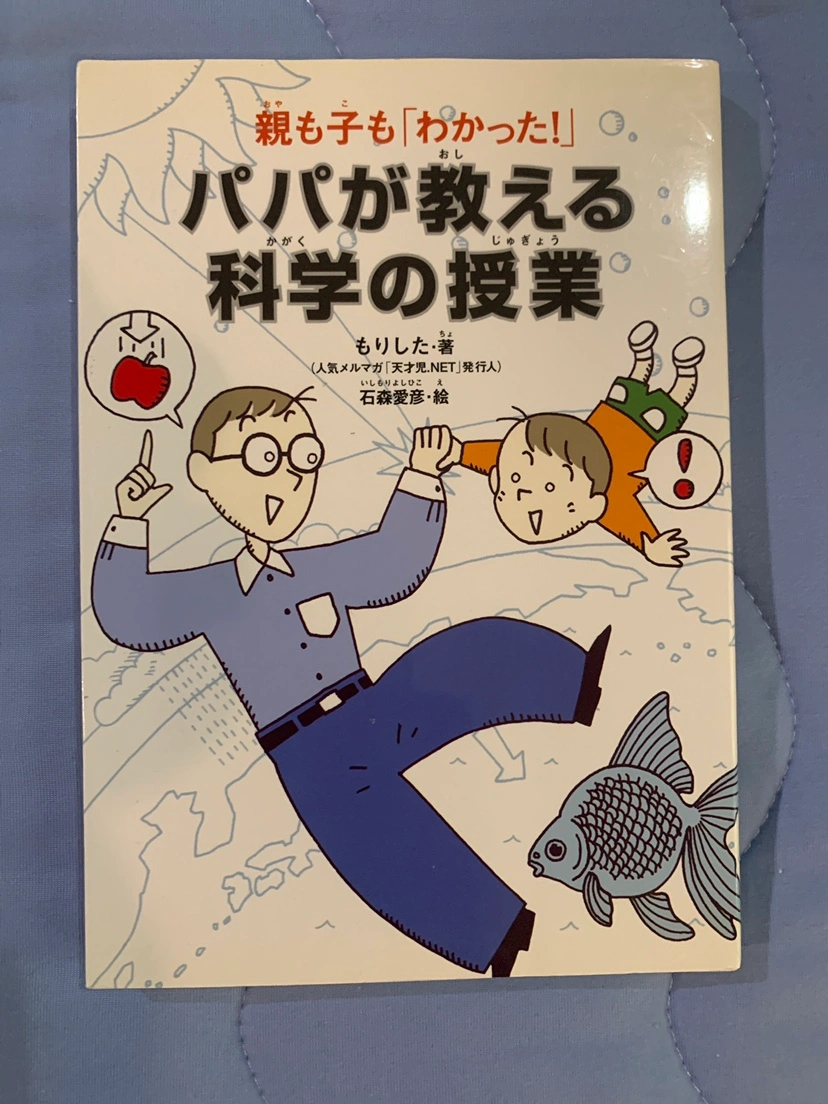 親も子も「わかった!」
パパが教える
科学の授業
もりした・著
(人気メルマガ「天才児.NET」発行人)
石森愛彦・絵